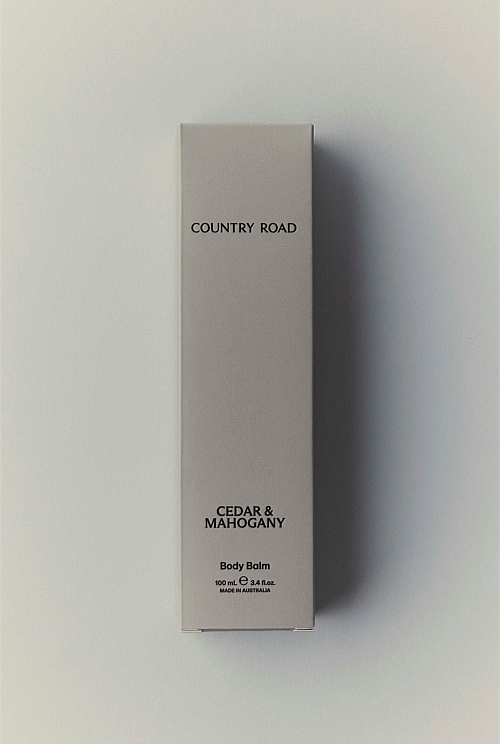 COUNTRY ROAD
CEDAR &
MAHOGANY
Body Balm
100 mL ℮ 3.4 fl.oz.
MADE IN AUSTRALIA